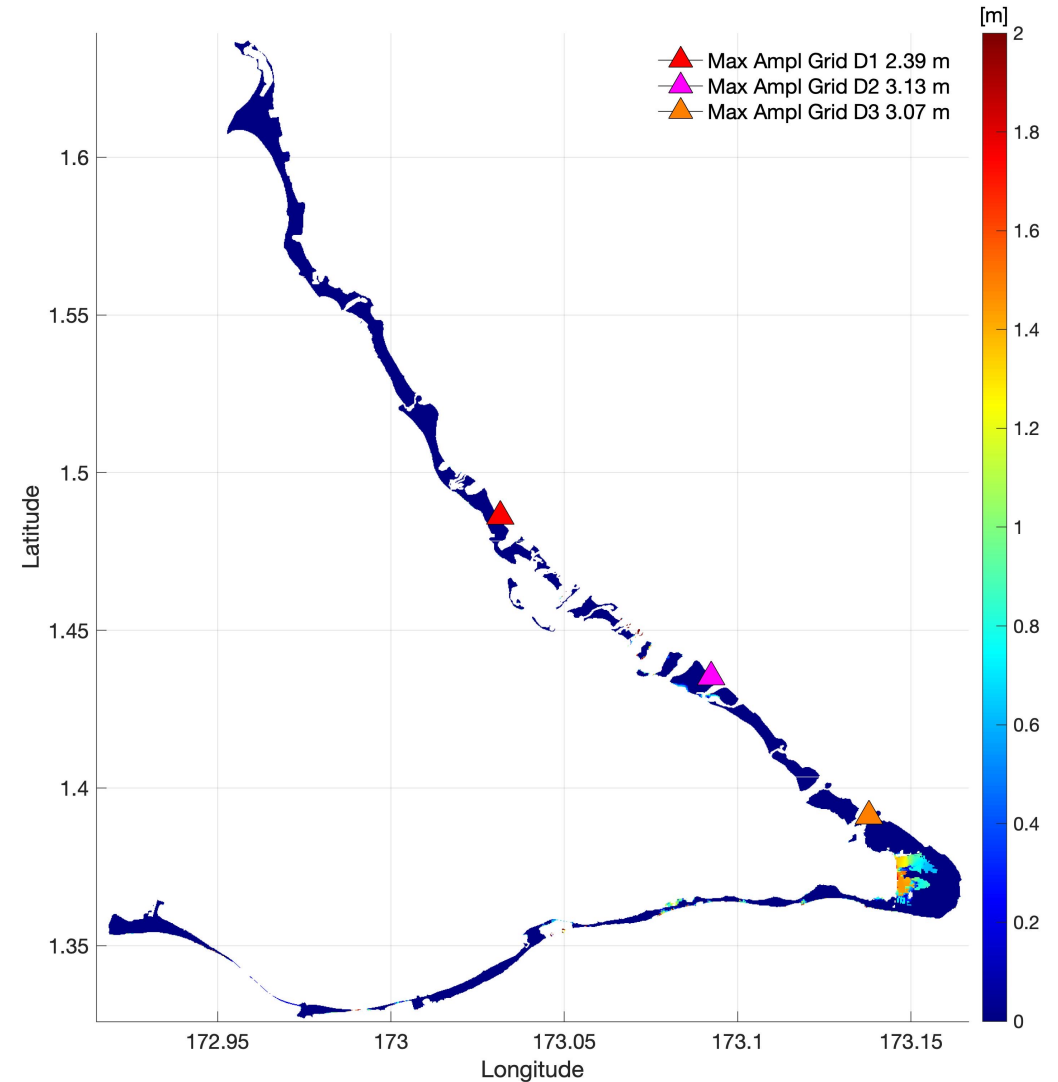 [m]
Max Ampl Grid D1 2.39 m
Max Ampl Grid D2 3.13 m
Max Ampl Grid D3 3.07 m
2
1.8
1.6
1.4
1.2
1
0.8
0.6
0.4
0.2
0
1.6
1.55
1.5
1.45
1.4
1.35
Latitude
172.95 173 173.05 173.1 173.15
Longitude